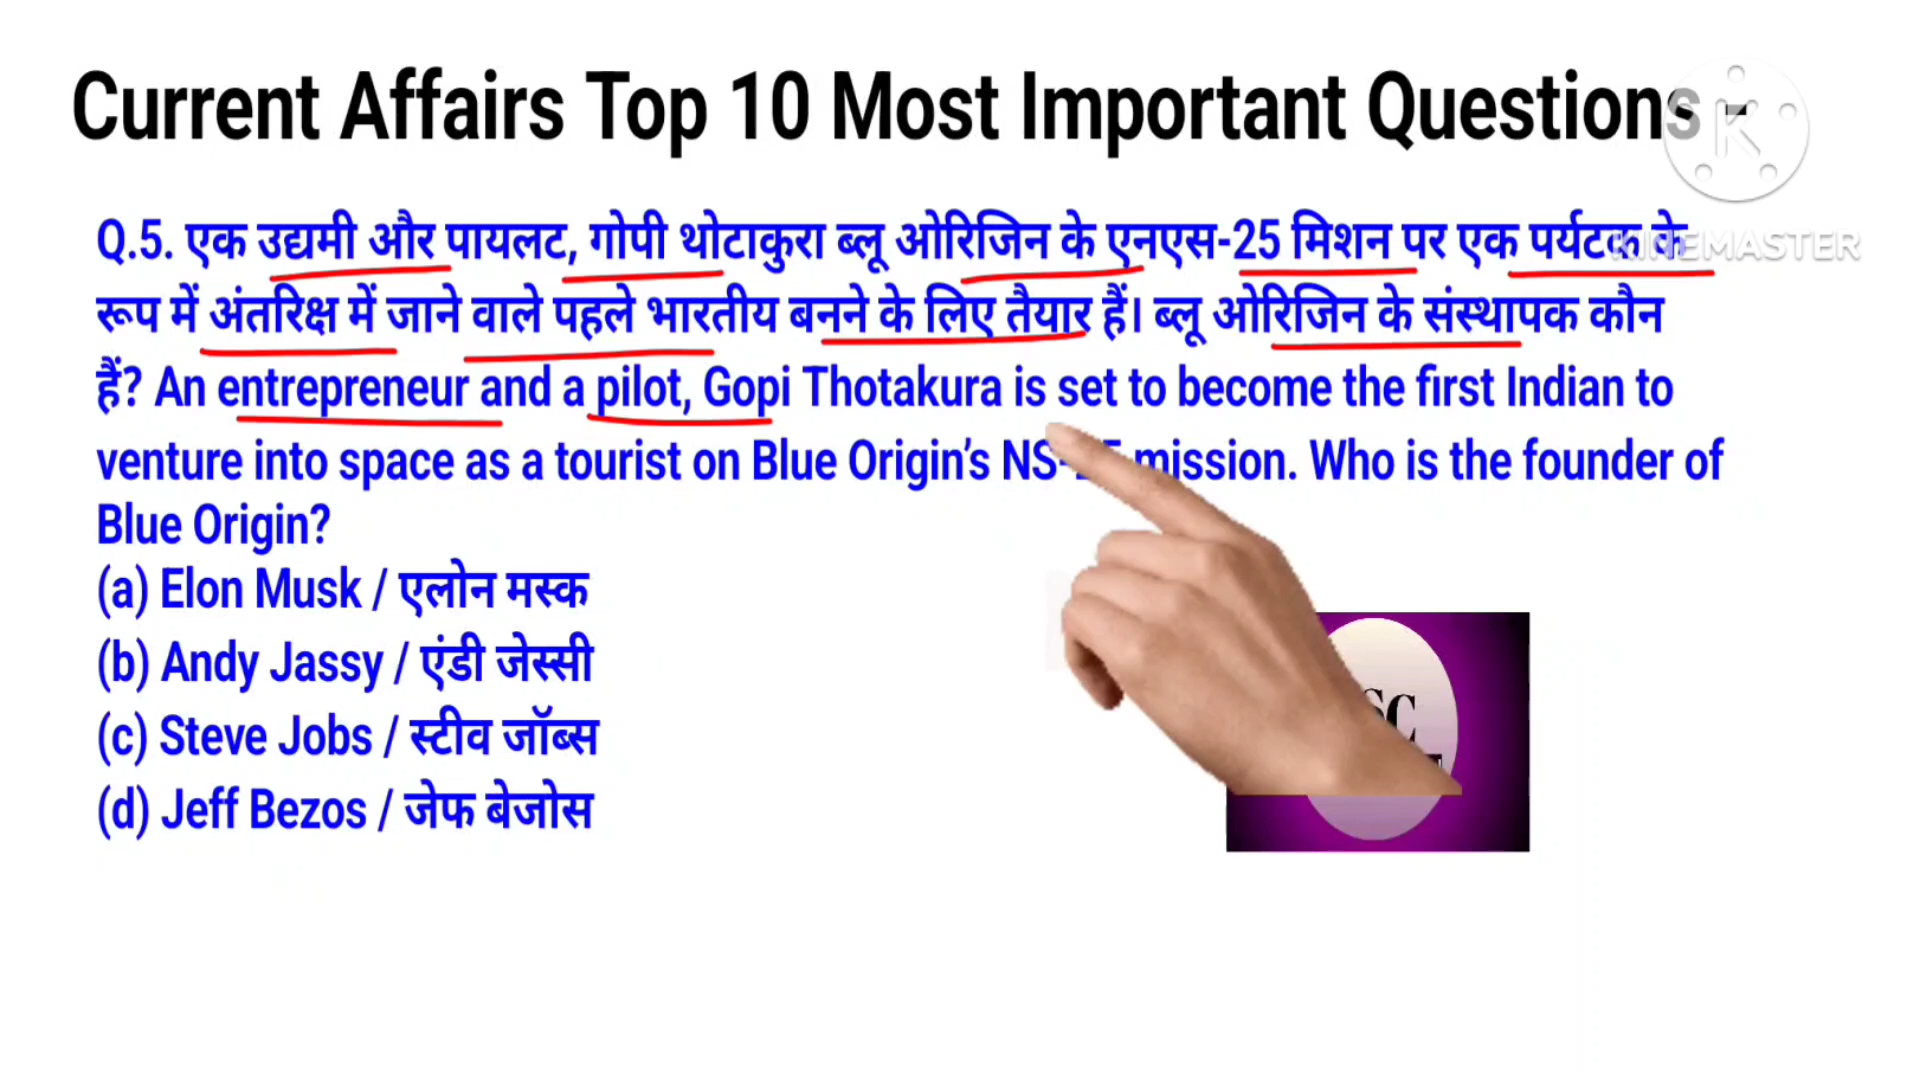 Current Affairs Top 10 Most Important Questions -
KINEMASTER
Q.5. एक उद्यमी और पायलट, गोपी थोटाकुरा ब्लू ओरिजिन के एनएस-25 मिशन पर एक पर्यटक के
रूप में अंतरिक्ष में जाने वाले पहले भारतीय बनने के लिए तैयार हैं। ब्लू ओरिजिन के संस्थापक कौन
हैं? An entrepreneur and a pilot, Gopi Thotakura is set to become the first Indian to
venture into space as a tourist on Blue Origin's mission. Who is the founder of
Blue Origin?
(a) Elon Musk / एलोन मस्क
(b) Andy Jassy / एंडी जेस्सी
(c) Steve Jobs / स्टीव जॉब्स
(d) Jeff Bezos / जेफ बेजोस